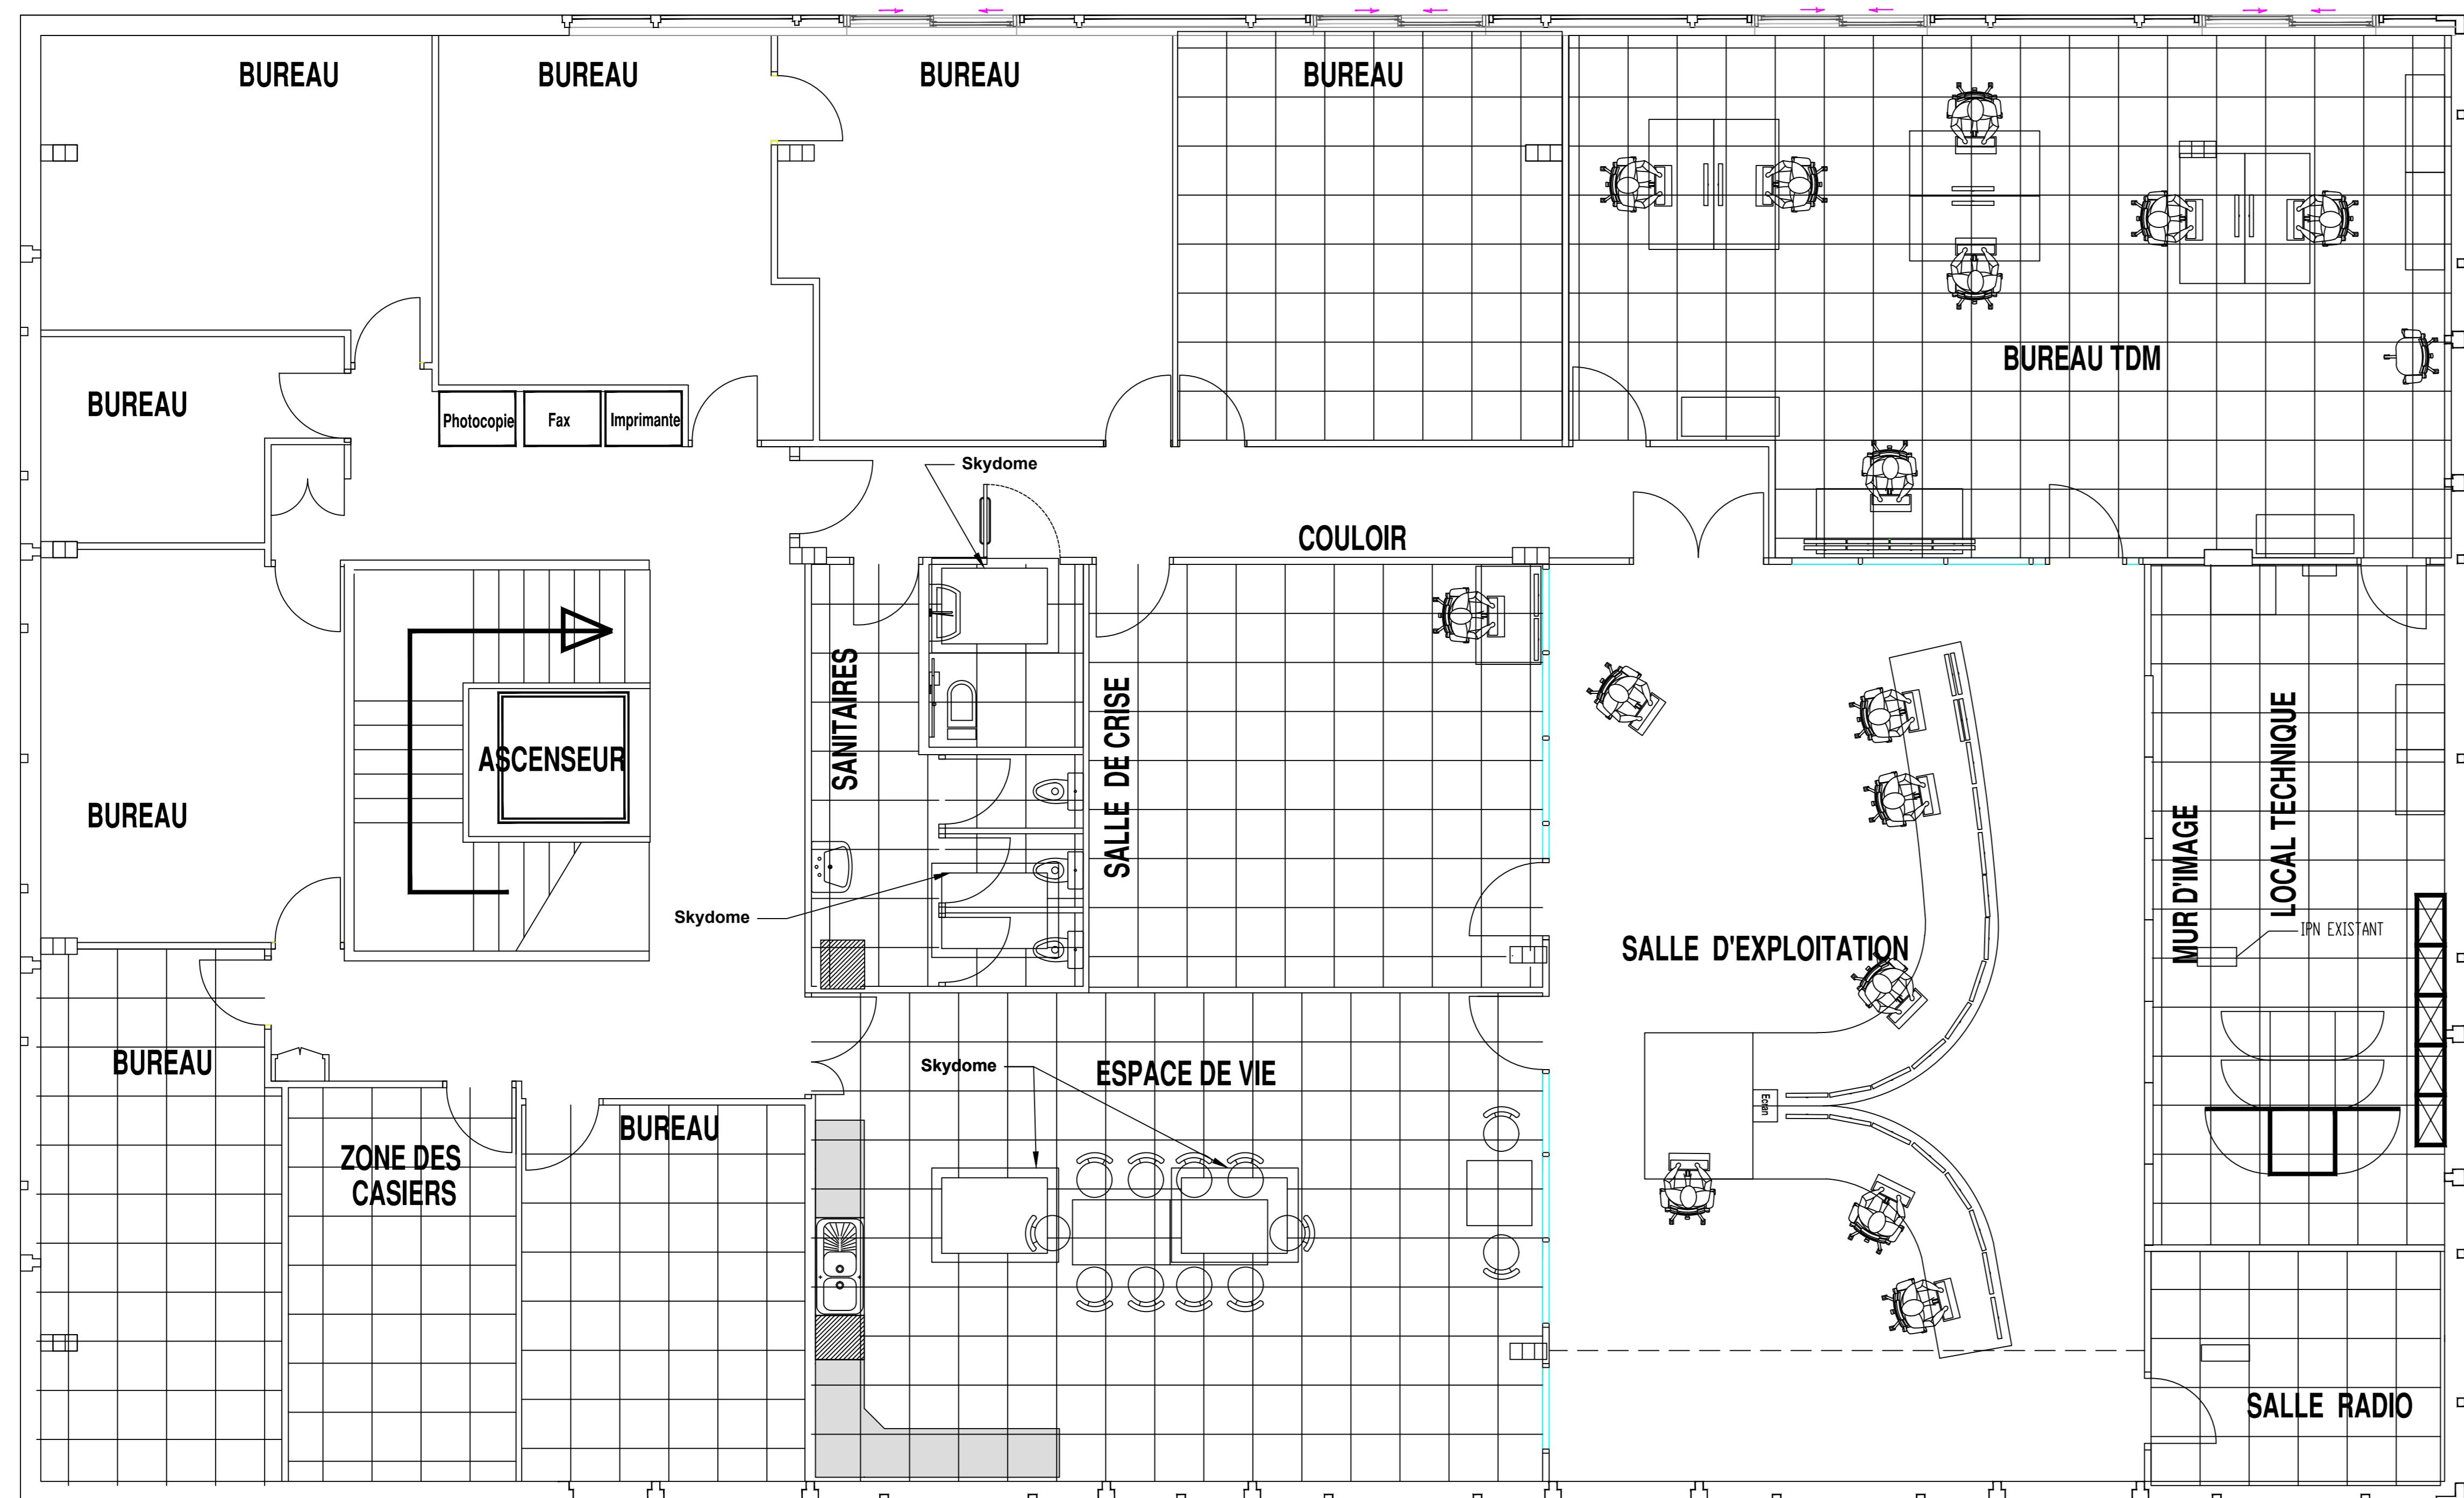 BUREAU
BUREAU
BUREAU
BUREAU
BUREAU TDM
BUREAU
Photocopie
Fax
Imprimante
Skydome
COULOIR
SANITAIRES
SALLE DE CRISE
ASCENSEUR
BUREAU
Skydome
SALLE D'EXPLOITATION
MUR D'IMAGE
LOCAL TECHNIQUE
IPN EXISTANT
BUREAU
ZONE DES
CASIERS
BUREAU
Skydome
ESPACE DE VIE
Ecran
SALLE RADIO